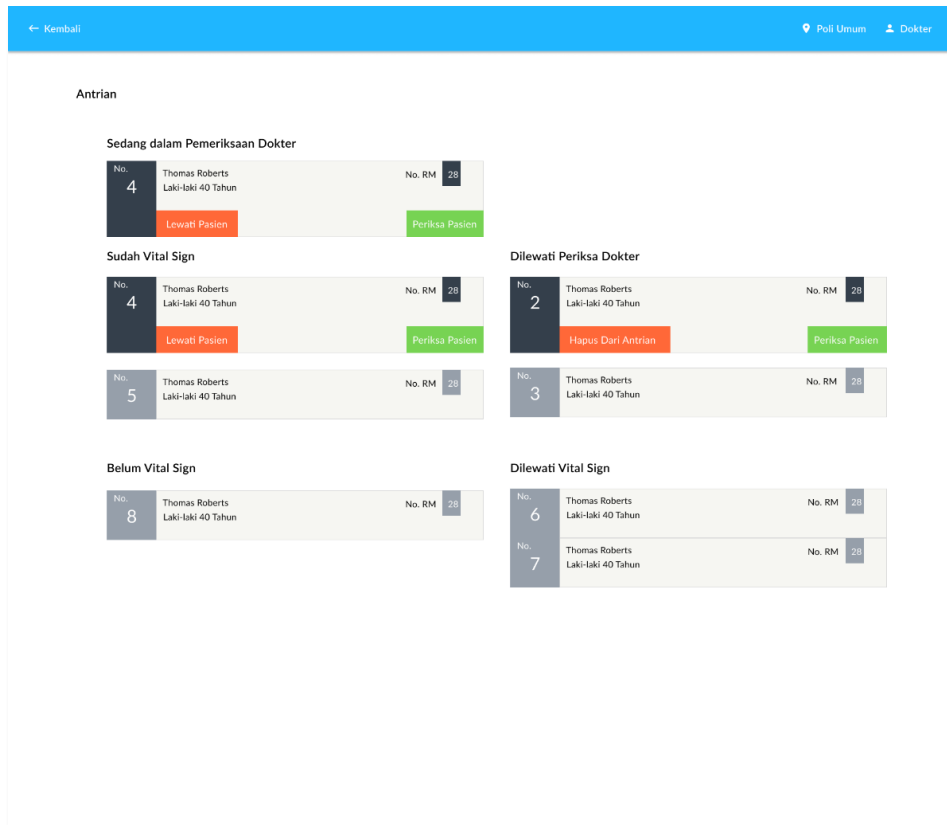 ← Kembali
Poli Umum
Dokter
Antrian
Sedang dalam Pemeriksaan Dokter
No.
4
Thomas Roberts
Laki-laki 40 Tahun
No. RM 28
Lewati Pasien
Periksa Pasien
Sudah Vital Sign
No.
4
Thomas Roberts
Laki-laki 40 Tahun
No. RM 28
Lewati Pasien
Periksa Pasien
No.
5
Thomas Roberts
Laki-laki 40 Tahun
No. RM 28
Dilewati Periksa Dokter
No.
2
Thomas Roberts
Laki-laki 40 Tahun
No. RM 28
Hapus Dari Antrian
Periksa Pasien
No.
3
Thomas Roberts
Laki-laki 40 Tahun
No. RM 28
Belum Vital Sign
No.
8
Thomas Roberts
Laki-laki 40 Tahun
No. RM 28
Dilewati Vital Sign
No.
6
Thomas Roberts
Laki-laki 40 Tahun
No. RM 28
No.
7
Thomas Roberts
Laki-laki 40 Tahun
No. RM 28